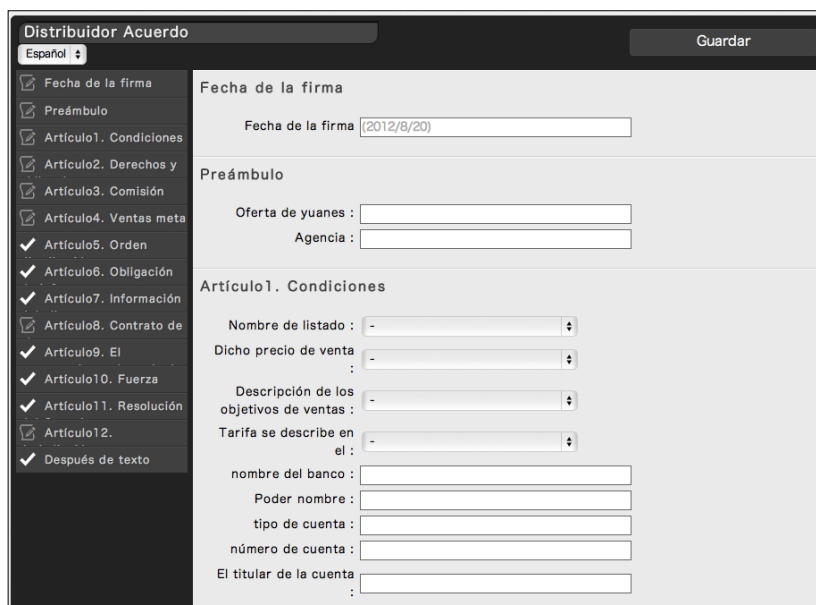 Distribuidor Acuerdo
Español
Guardar
Fecha de la firma
Preámbulo
Artículo1. Condiciones
Artículo2. Derechos y
Artículo3. Comisión
Artículo4. Ventas meta
Artículo5. Orden
Artículo6. Obligación
Artículo7. Información
Artículo8. Contrato de
Artículo9. El
Artículo10. Fuerza
Artículo11. Resolución
Artículo12.
Después de texto
Fecha de la firma
Fecha de la firma (2012/8/20)
Preámbulo
Oferta de yuanes :
Agencia :
Artículo1. Condiciones
Nombre de listado : -
Dicho precio de venta
: -
Descripción de los
objetivos de ventas : -
Tarifa se describe en
el : -
nombre del banco :
Poder nombre :
tipo de cuenta :
número de cuenta :
El titular de la cuenta
: